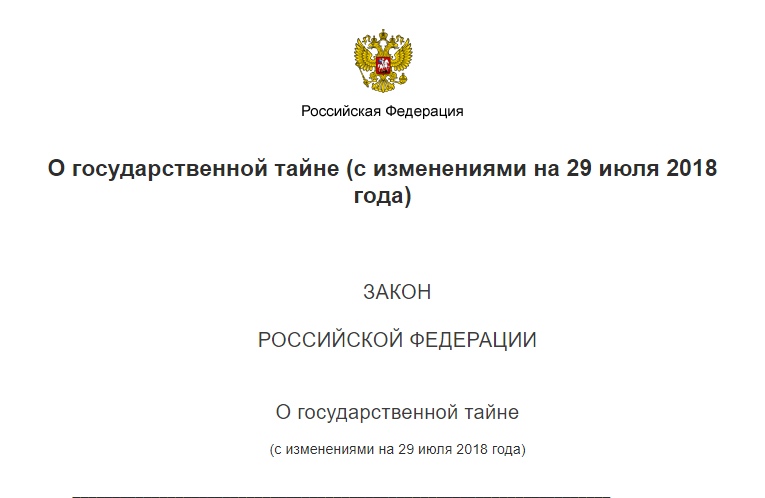 Российская Федерация
О государственной тайне (с изменениями на 29 июля 2018
года)
ЗАКОН
РОССИЙСКОЙ ФЕДЕРАЦИИ
О государственной тайне
(с изменениями на 29 июля 2018 года)